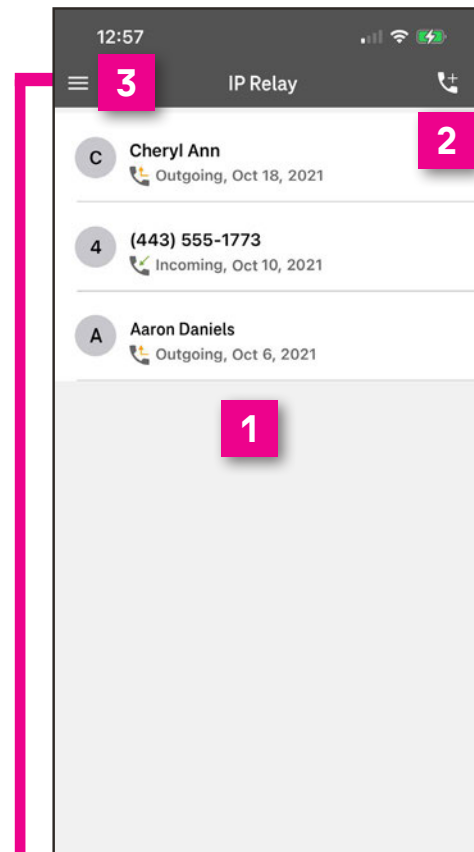 12:57
3
IP Relay
2
C
Cheryl Ann
Outgoing, Oct 18, 2021
4
(443) 555-1773
Incoming, Oct 10, 2021
A
Aaron Daniels
Outgoing, Oct 6, 2021
1